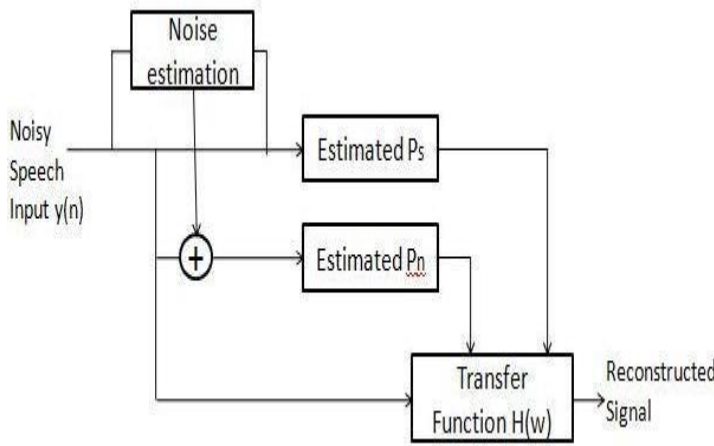 Noise
estimation
Noisy
Speech
Input y(n)
Estimated Ps
+
Estimated Pn
Transfer
Function H(w)
Reconstructed
Signal